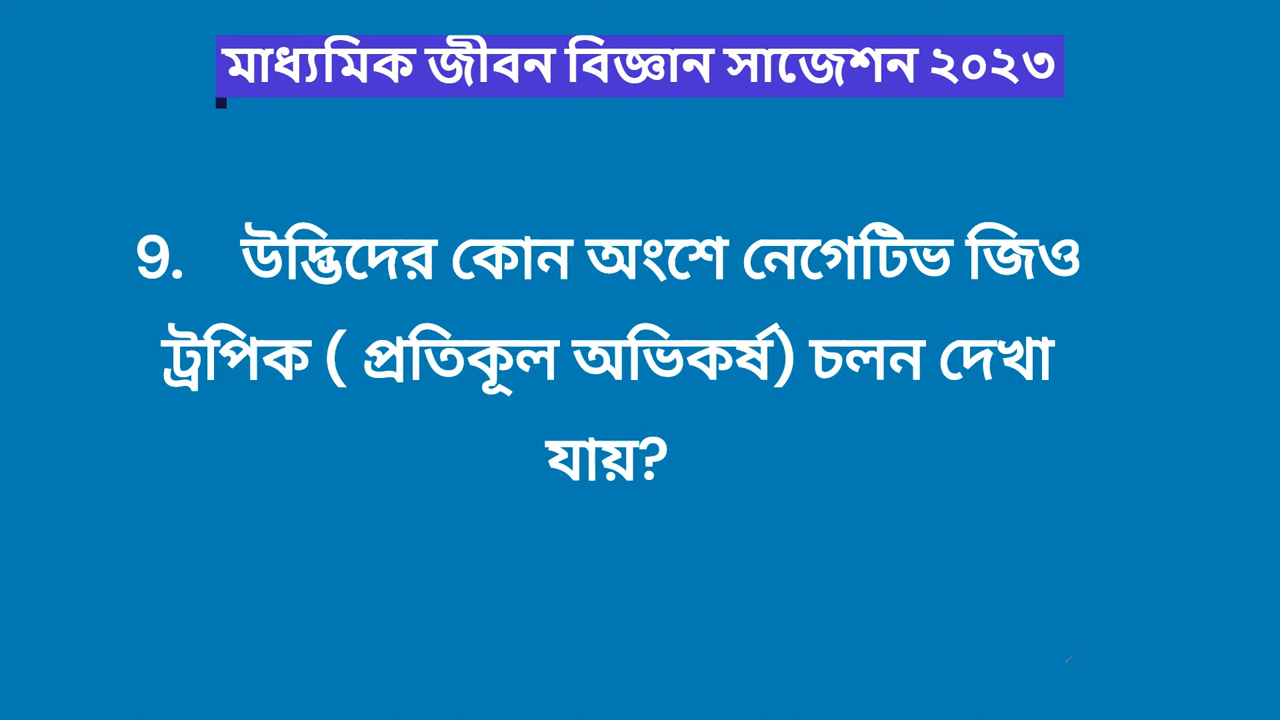 মাধ্যমিক জীবন বিজ্ঞান সাজেশন ২০২৩
9. উদ্ভিদের কোন অংশে নেগেটিভ জিও
ট্রপিক ( প্রতিকূল অভিকর্ষ) চলন দেখা
যায়?